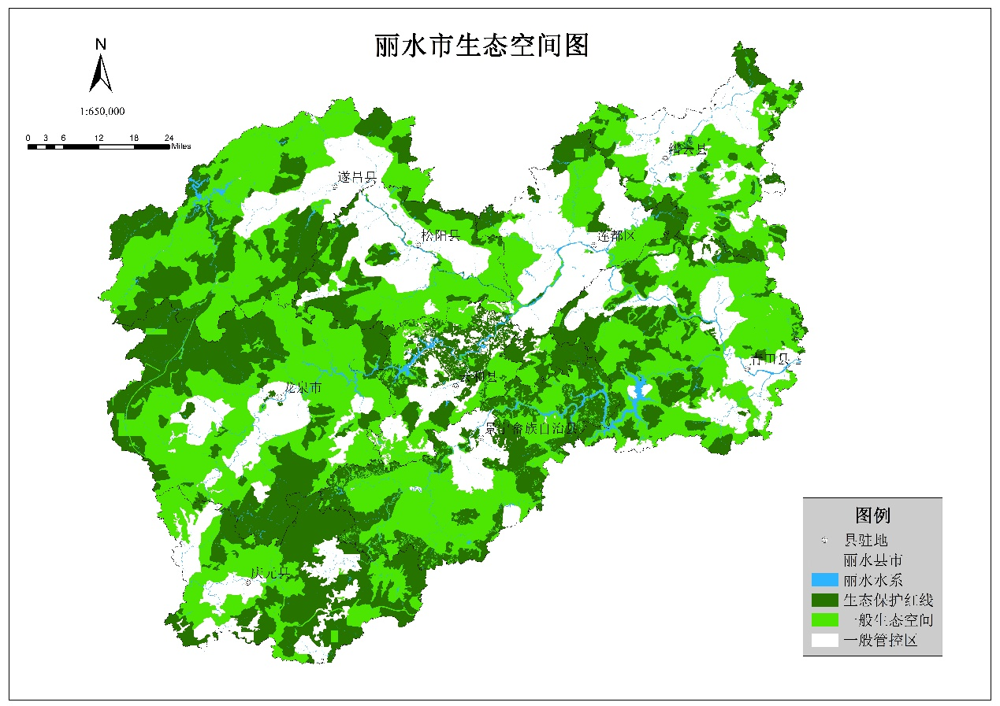 丽水市生态空间图
N
1:650,000
0 3 6 12 18 24
Miles
缙云县
遂昌县
松阳县
莲都区
青田县
云和县
龙泉市
景宁畲族自治县
庆元县
图例
县驻地
丽水县市
丽水水系
生态保护红线
一般生态空间
一般管控区